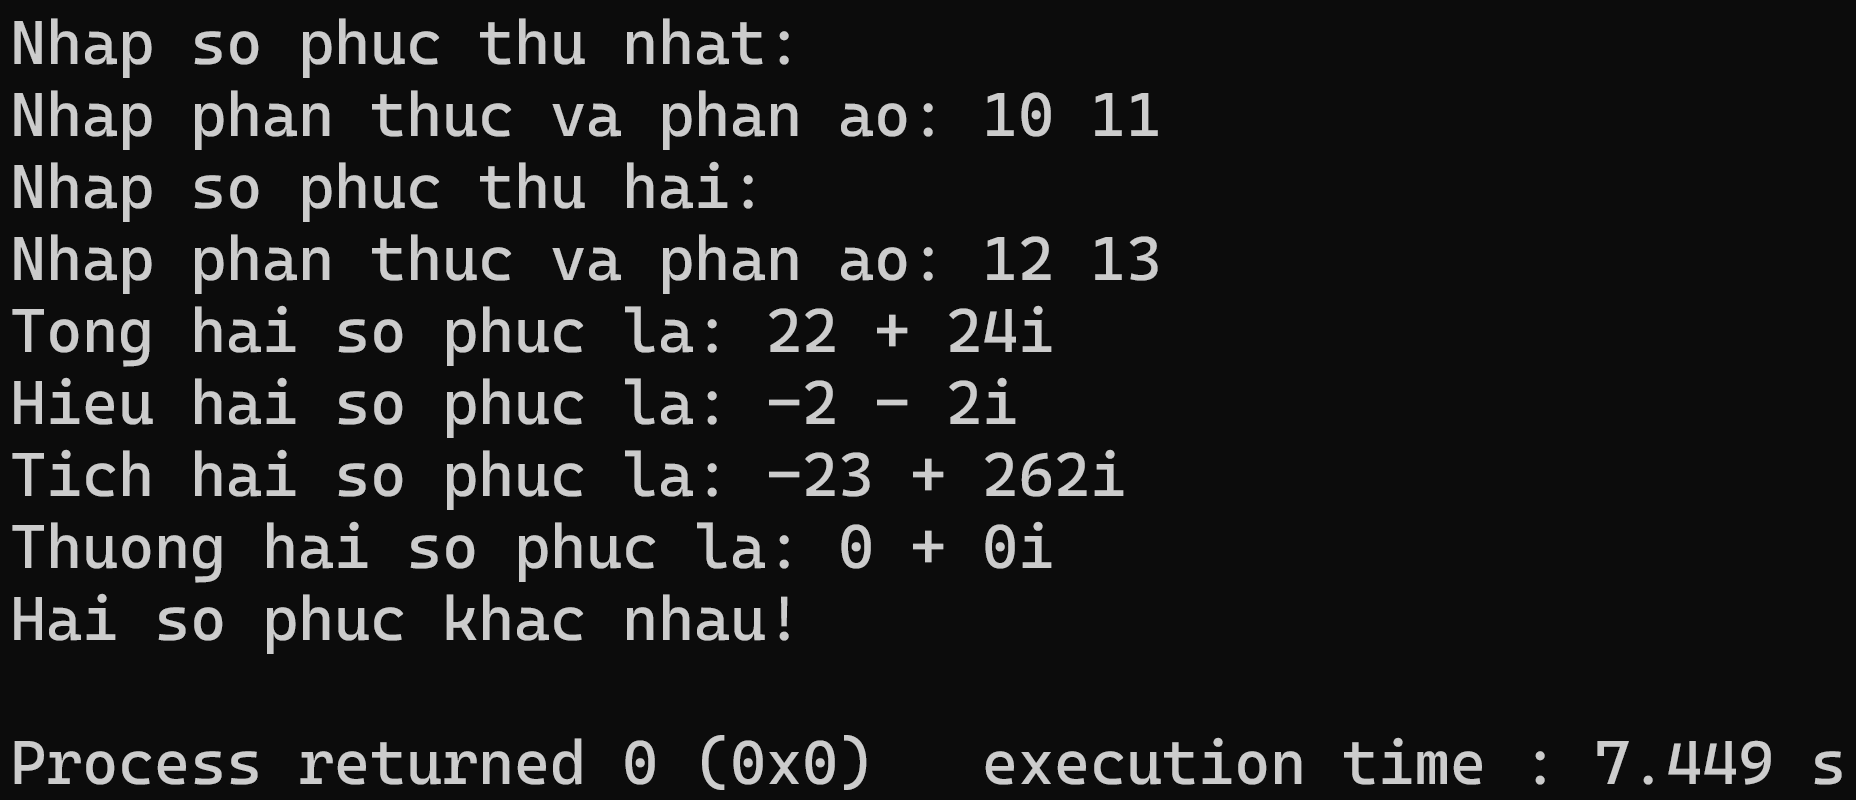 Nhap so phuc thu nhat:
Nhap phan thuc va phan ao: 10 11
Nhap so phuc thu hai:
Nhap phan thuc va phan ao: 12 13
Tong hai so phuc la: 22 + 24i
Hieu hai so phuc la: -2 - 2i
Tich hai so phuc la: -23 + 262i
Thuong hai so phuc la: 0 + 0i
Hai so phuc khac nhau!
Process returned 0 (0x0)   execution time : 7.449 s